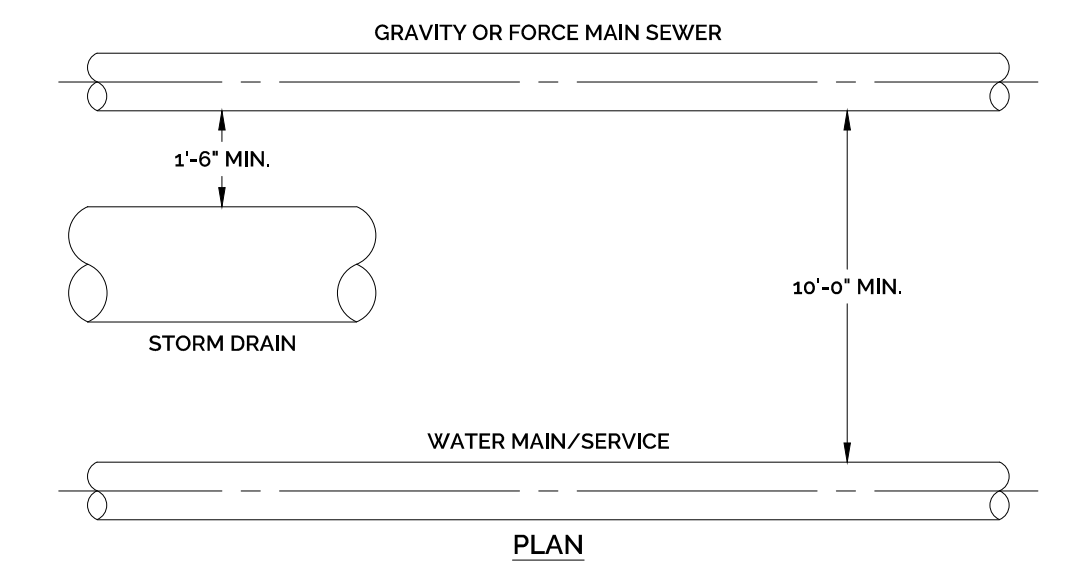 GRAVITY OR FORCE MAIN SEWER
1'-6" MIN.
10'-0" MIN.
STORM DRAIN
WATER MAIN/SERVICE
PLAN